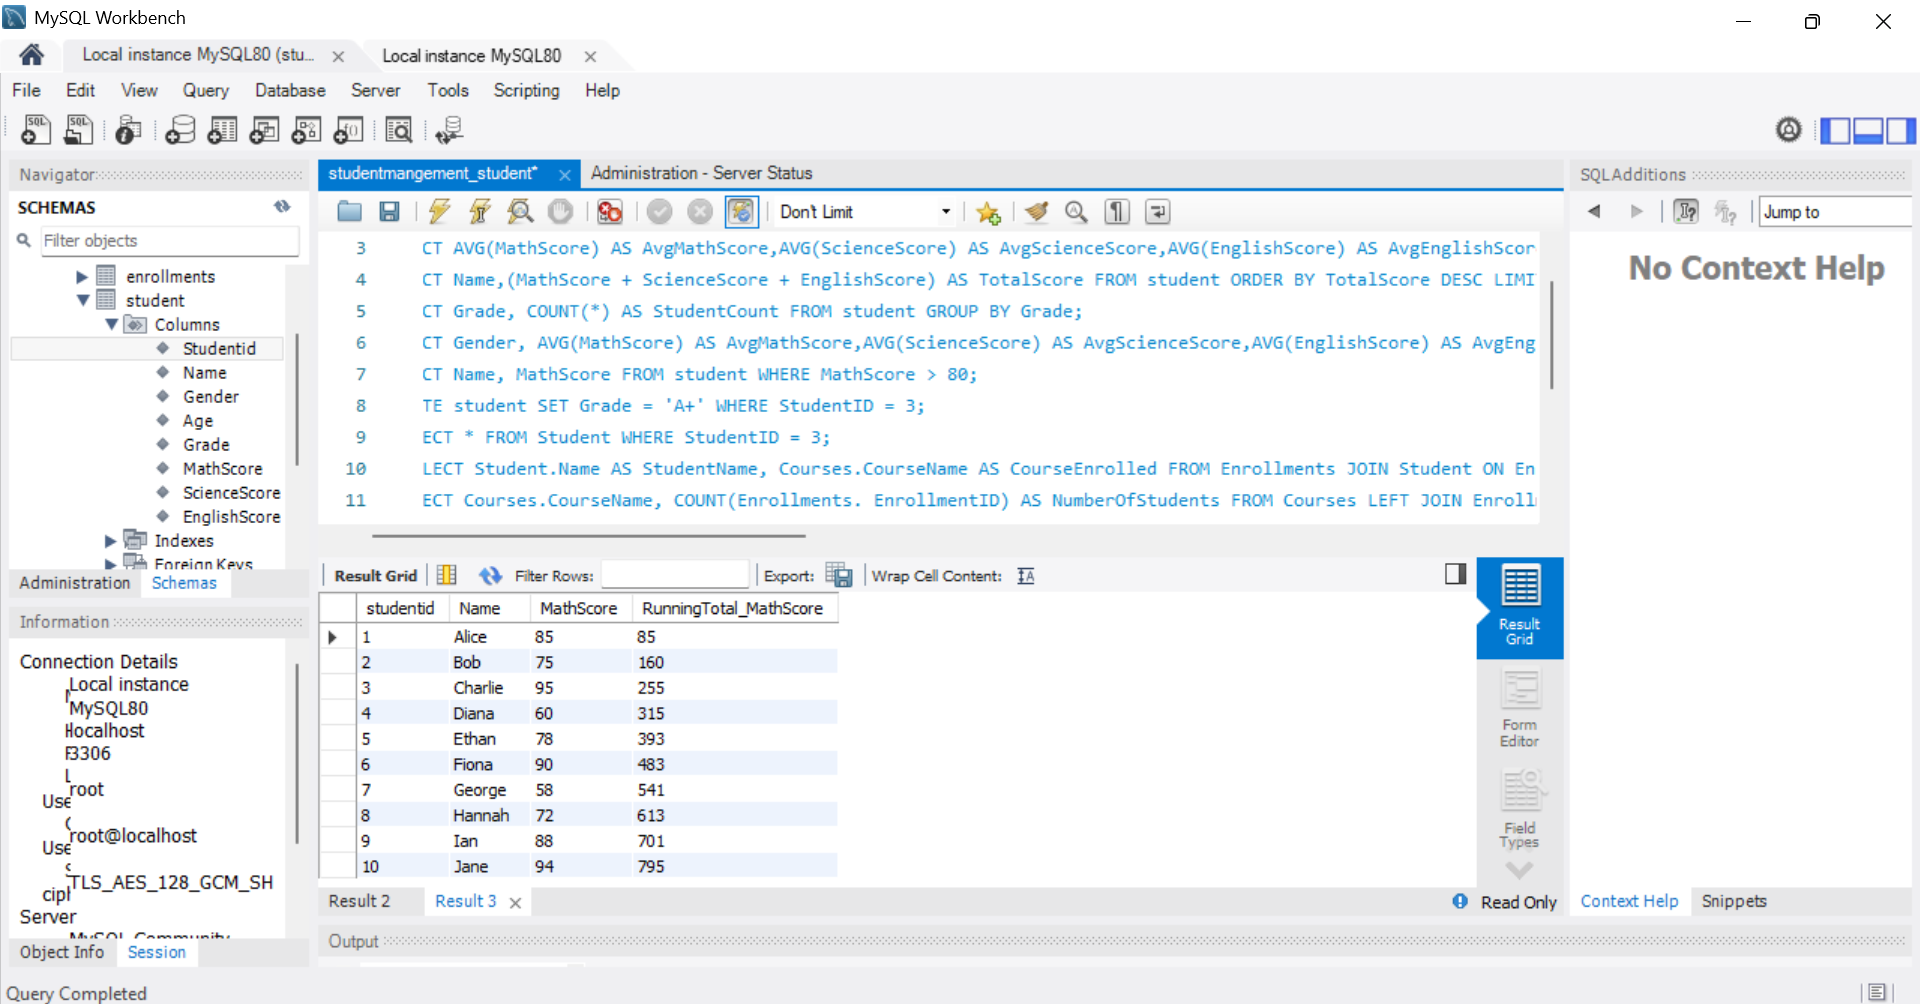 MySQL Workbench
Local instance MySQL80 (stu...
Local instance MySQL80
File Edit View Query Database Server Tools Scripting Help
Navigator
SCHEMAS
Filter objects
enrollments
student
Columns
Studentid
Name
Gender
Age
Grade
MathScore
ScienceScore
EnglishScore
Indexes
Foreign Keys
Administration Schemas
Information
Connection Details
Local instance
MySQL80
localhost
3306
root
Use
root@localhost
Use
TLS_AES_128_GCM_SH
ciph
Server
MySQL Community
Object Info Session
Query Completed
studentmangement_student*
Administration - Server Status
Don't Limit
3 CT AVG(MathScore) AS AvgMathScore,AVG(ScienceScore) AS AvgScienceScore,AVG(EnglishScore) AS AvgEnglishScor
4 CT Name,(MathScore + ScienceScore + EnglishScore) AS TotalScore FROM student ORDER BY TotalScore DESC LIMI
5 CT Grade, COUNT(*) AS StudentCount FROM student GROUP BY Grade;
6 CT Gender, AVG(MathScore) AS AvgMathScore,AVG(ScienceScore) AS AvgScienceScore,AVG(EnglishScore) AS AvgEng
7 CT Name, MathScore FROM student WHERE MathScore > 80;
8 TE student SET Grade = 'A+' WHERE StudentID = 3;
9 ECT * FROM Student WHERE StudentID = 3;
10 LECT Student.Name AS StudentName, Courses.CourseName AS CourseEnrolled FROM Enrollments JOIN Student ON En
11 ECT Courses.CourseName, COUNT(Enrollments. EnrollmentID) AS NumberOfStudents FROM Courses LEFT JOIN Enroll
Result Grid Filter Rows: Export: Wrap Cell Content:
studentid Name MathScore RunningTotal_MathScore
1 Alice 85 85
2 Bob 75 160
3 Charlie 95 255
4 Diana 60 315
5 Ethan 78 393
6 Fiona 90 483
7 George 58 541
8 Hannah 72 613
9 Ian 88 701
10 Jane 94 795
Result
Grid
Form
Editor
Field
Types
Result 2 Result 3
Read Only
Output
SQLAdditions
Jump to
No Context Help
Context Help Snippets